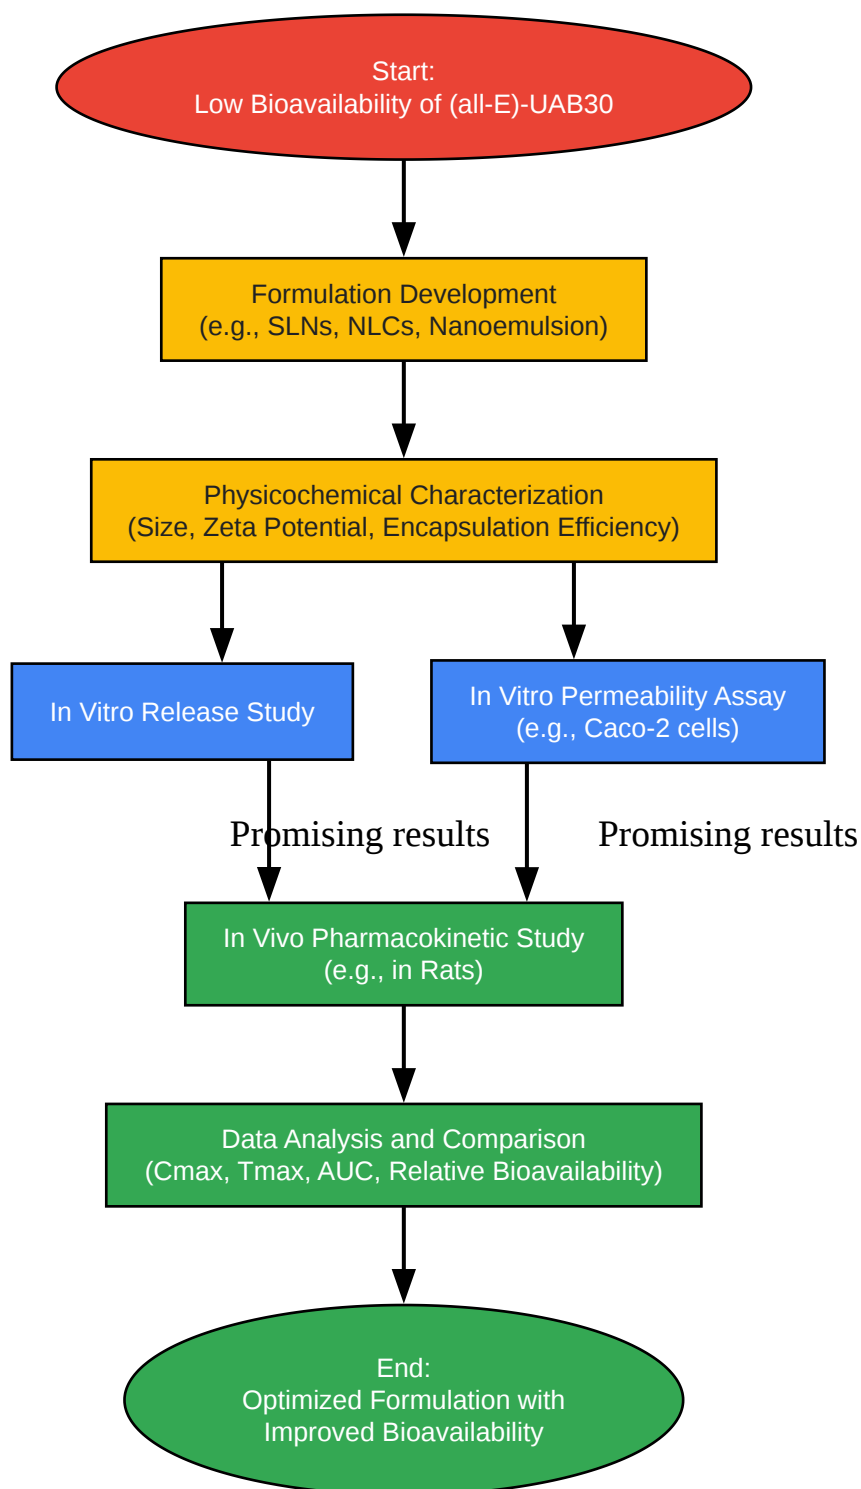 Start:
Low Bioavailability of (all-E)-UAB30
Formulation Development
(e.g., SLNs, NLCs, Nanoemulsion)
Physicochemical Characterization
(Size, Zeta Potential, Encapsulation Efficiency)
In Vitro Release Study
In Vitro Permeability Assay
(e.g., Caco-2 cells)
Promising results
Promising results
In Vivo Pharmacokinetic Study
(e.g., in Rats)
Data Analysis and Comparison
(Cmax, Tmax, AUC, Relative Bioavailability)
End:
Optimized Formulation with
Improved Bioavailability